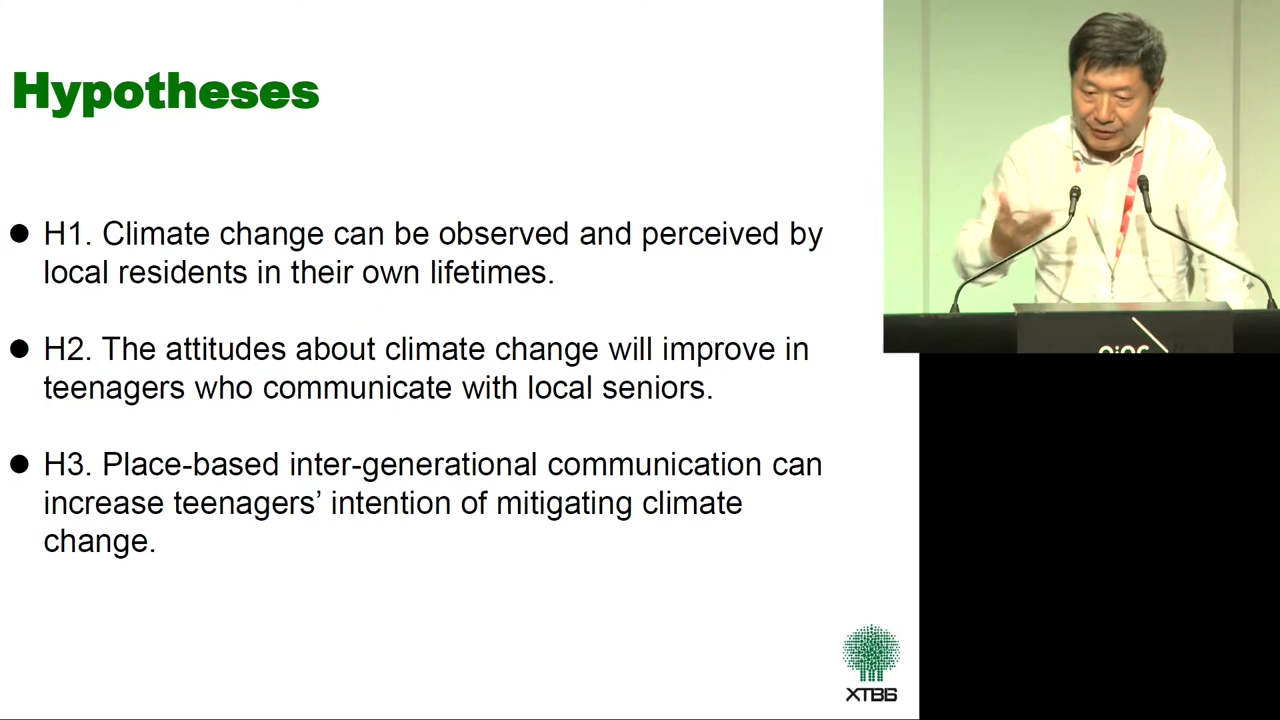 Hypotheses
● H1. Climate change can be observed and perceived by
local residents in their own lifetimes.
● H2. The attitudes about climate change will improve in
teenagers who communicate with local seniors.
● H3. Place-based inter-generational communication can
increase teenagers’ intention of mitigating climate
change.
XTBG